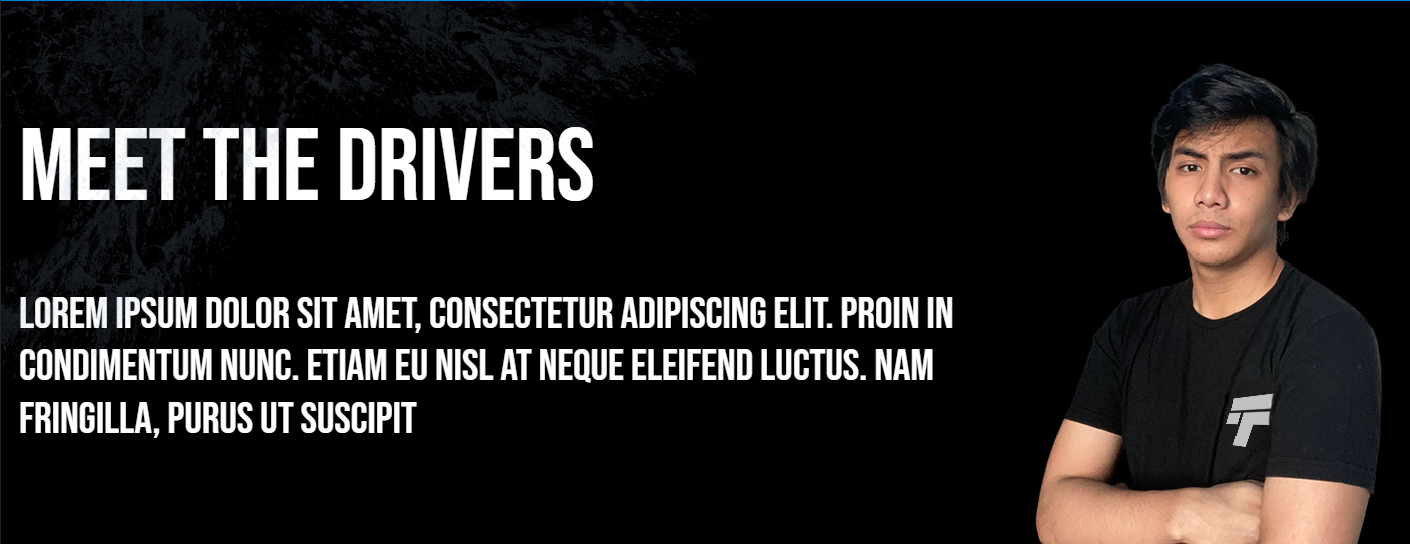 MEET THE DRIVERS
LOREM IPSUM DOLOR SIT AMET, CONSECTETUR ADIPISCING ELIT. PROIN IN
CONDIMENTUM NUNC. ETIAM EU NISL AT NEQUE ELEIFEND LUCTUS. NAM
FRINGILLA, PURUS UT SUSCIPIT